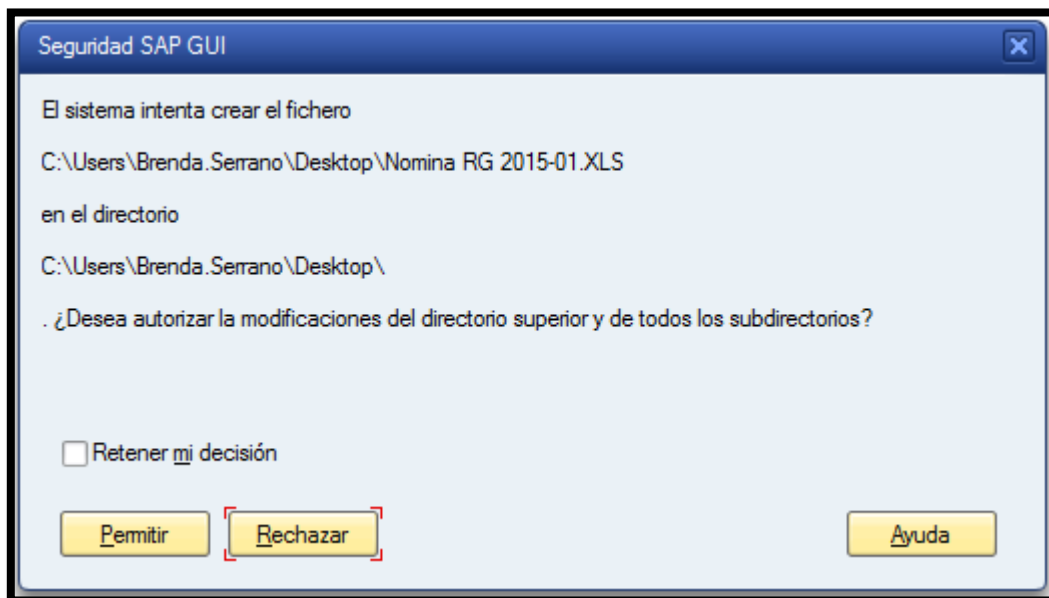 Seguridad SAP GUI
El sistema intenta crear el fichero
C:\Users\Brenda.Serrano\Desktop\Nomina RG 2015-01.XLS
en el directorio
C:\Users\Brenda.Serrano\Desktop\
. ¿Desea autorizar la modificaciones del directorio superior y de todos los subdirectorios?
Retener mi decisión
Permitir Rechazar Ayuda